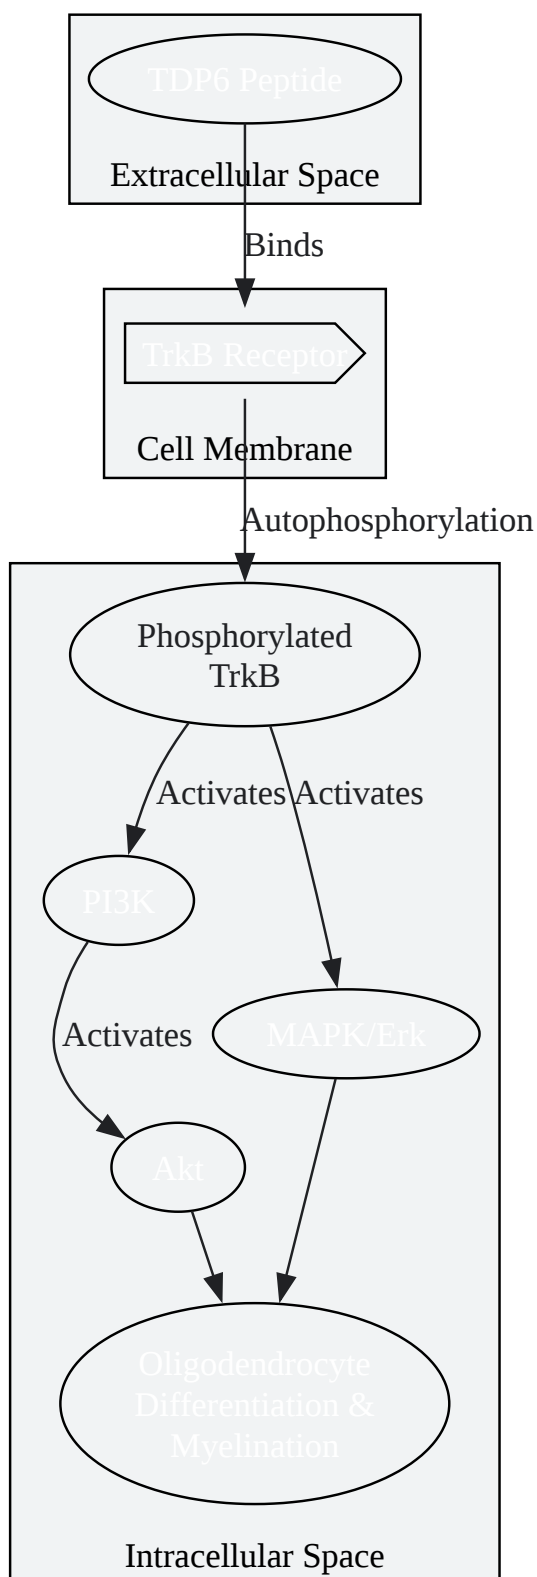 TDP6 Peptide
Extracellular Space
Binds
TrkB Receptor
Cell Membrane
Autophosphorylation
Phosphorylated
TrkB
Activates
Activates
PI3K
Activates
MAPK/Erk
Akt
Oligodendrocyte
Differentiation &
Myelination
Intracellular Space